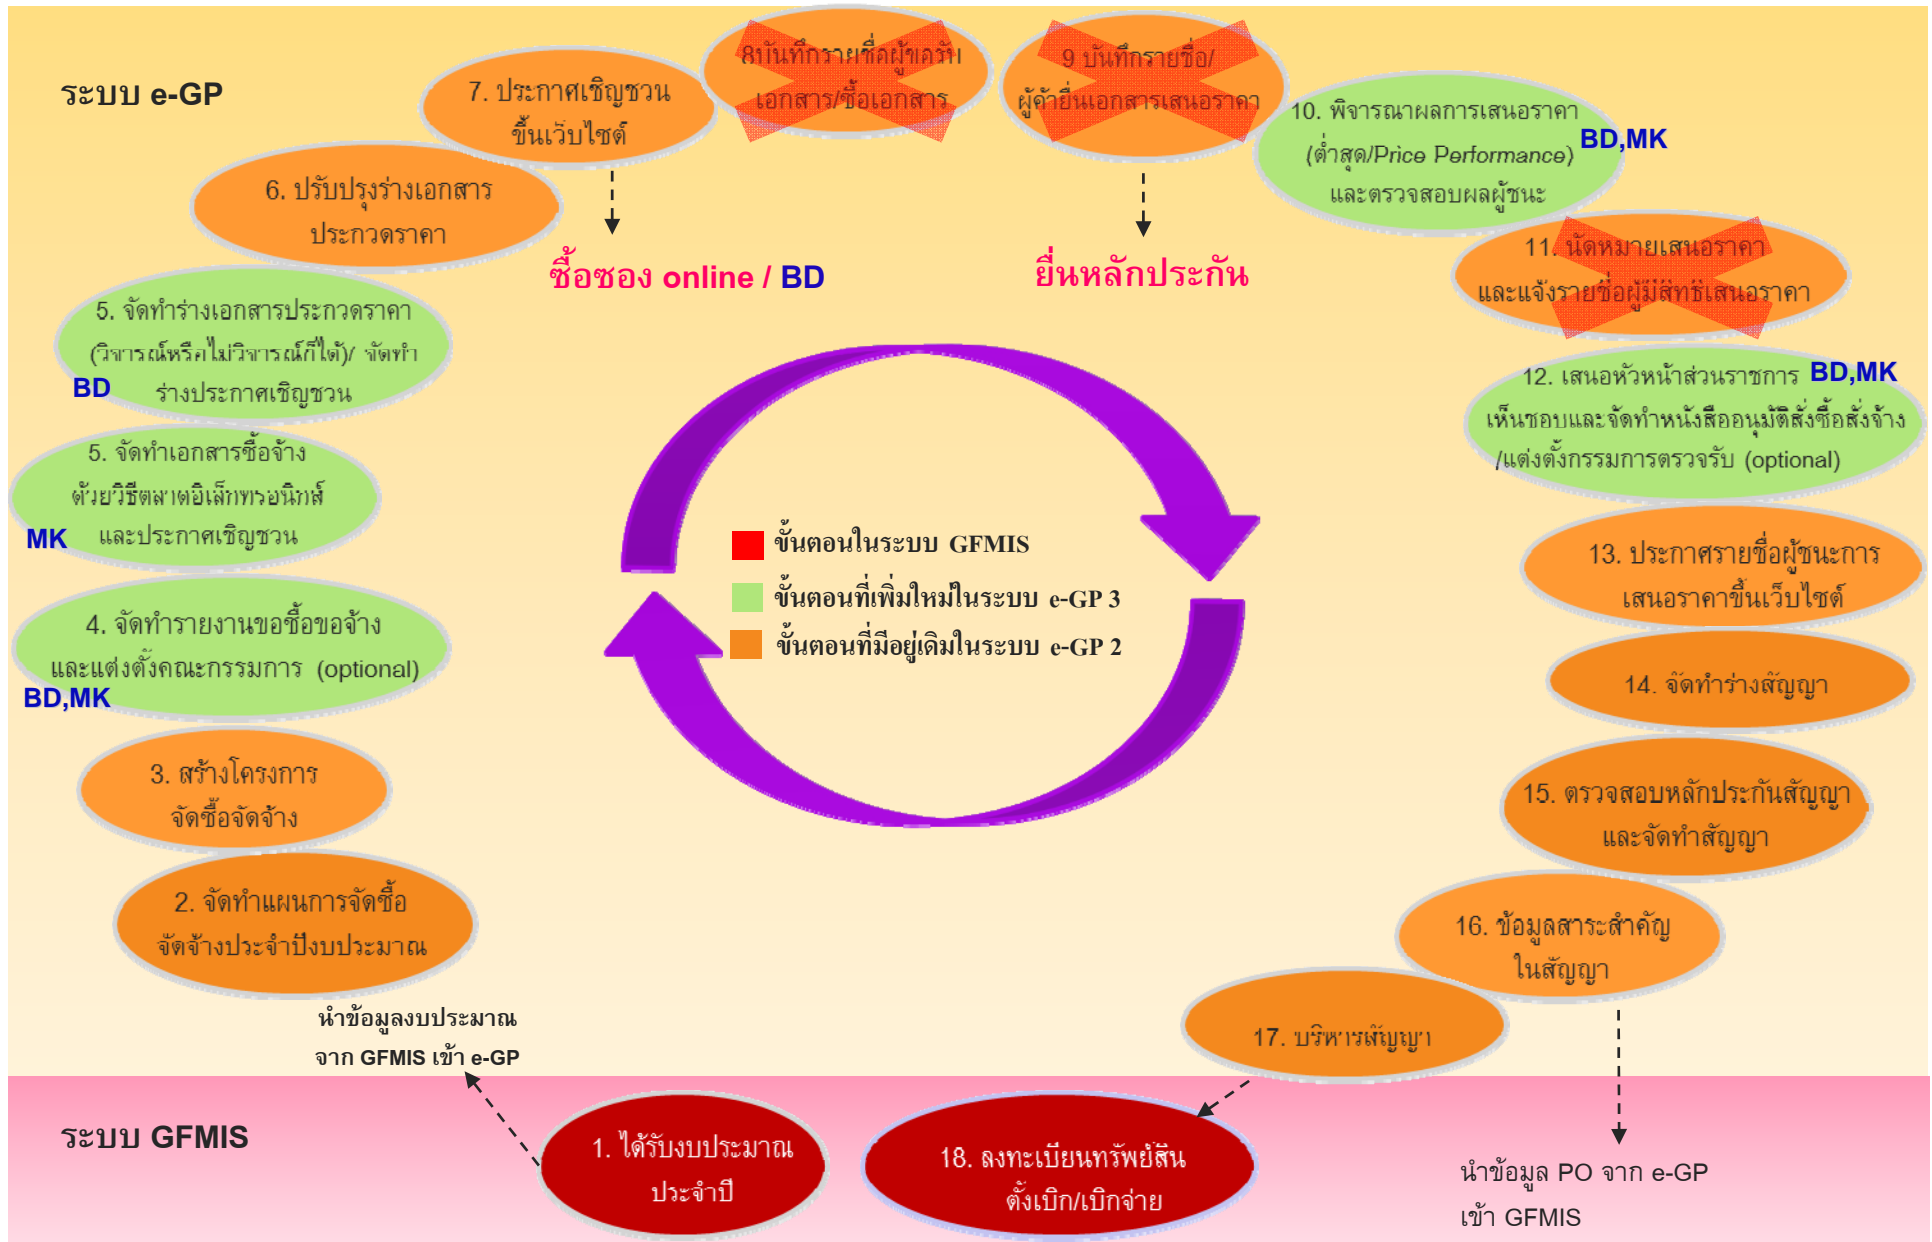 ระบบ e-GP
7. ประกาศเชิญชวน
ขึ้นเว็บไซต์
8บันทึกรายชื่อผู้ขอรับ
เอกสาร/ซื้อเอกสาร
9 บันทึกรายชื่อ/
ผู้ค้ายื่นเอกสารเสนอราคา
10. พิจารณาผลการเสนอราคา
(ต่ำสุด/Price Performance)
และตรวจสอบผลผู้ชนะ
BD,MK
6. ปรับปรุงร่างเอกสาร
ประกวดราคา
ซื้อซอง online / BD
ยื่นหลักประกัน
11. นัดหมายเสนอราคา
และแจ้งรายชื่อผู้มีสิทธิเสนอราคา
5. จัดทำร่างเอกสารประกวดราคา
(วิจารณ์หรือไม่วิจารณ์ก็ได้)/ จัดทำ
ร่างประกาศเชิญชวน
BD
12. เสนอหัวหน้าส่วนราชการ
เห็นชอบและจัดทำหนังสืออนุมัติสั่งซื้อสั่งจ้าง
/แต่งตั้งกรรมการตรวจรับ (optional)
BD,MK
5. จัดทำเอกสารซื้อจ้าง
ด้วยวิธีตลาดอิเล็กทรอนิกส์
และประกาศเชิญชวน
MK
ขั้นตอนในระบบ GFMIS
ขั้นตอนที่เพิ่มใหม่ในระบบ e-GP 3
ขั้นตอนที่มีอยู่เดิมในระบบ e-GP 2
13. ประกาศรายชื่อผู้ชนะการ
เสนอราคาขึ้นเว็บไซต์
4. จัดทำรายงานขอซื้อขอจ้าง
และแต่งตั้งคณะกรรมการ (optional)
BD,MK
14. จัดทำร่างสัญญา
3. สร้างโครงการ
จัดซื้อจัดจ้าง
15. ตรวจสอบหลักประกันสัญญา
และจัดทำสัญญา
2. จัดทำแผนการจัดซื้อ
จัดจ้างประจำปีงบประมาณ
16. ข้อมูลสาระสำคัญ
ในสัญญา
นำข้อมูลงบประมาณ
จาก GFMIS เข้า e-GP
17. บริหารสัญญา
ระบบ GFMIS
1. ได้รับงบประมาณ
ประจำปี
18. ลงทะเบียนทรัพย์สิน
ตั้งเบิก/เบิกจ่าย
นำข้อมูล PO จาก e-GP
เข้า GFMIS